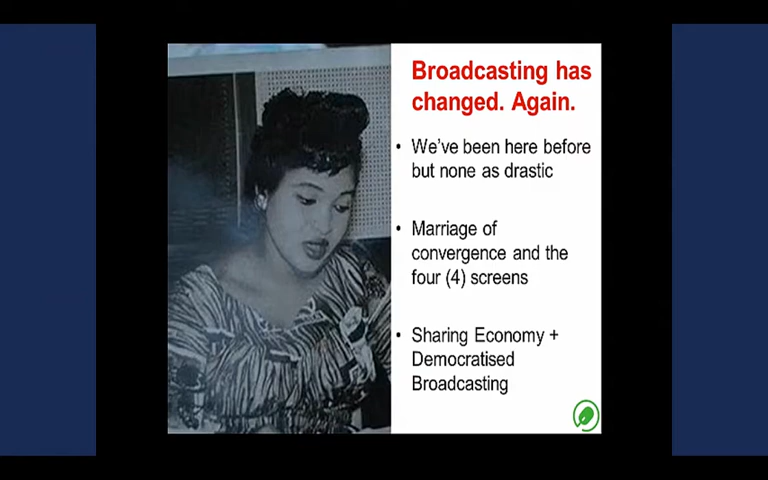 Broadcasting has
changed. Again.
• We've been here before
but none as drastic
• Marriage of
convergence and the
four (4) screens
• Sharing Economy +
Democratised
Broadcasting